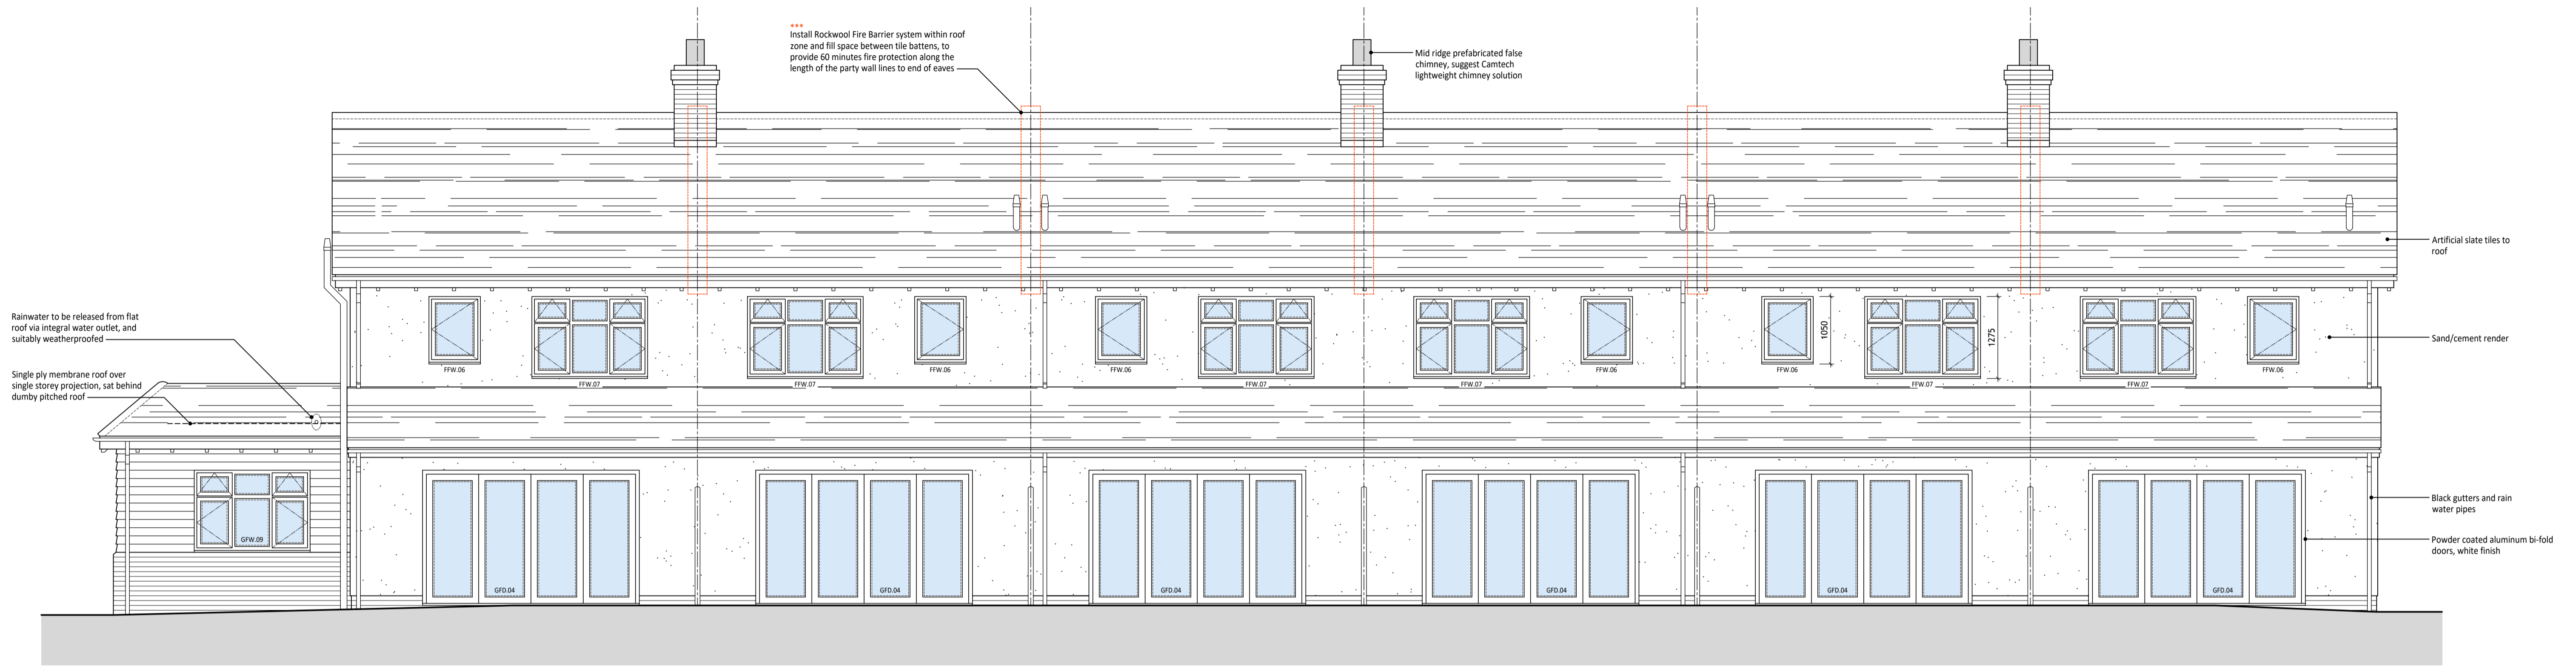 ***
Install Rockwool Fire Barrier system within roof
zone and fill space between tile battens, to
provide 60 minutes fire protection along the
length of the party wall lines to end of eaves
Mid ridge prefabricated false
chimney, suggest Camtech
lightweight chimney solution
Artificial slate tiles to
roof
Rainwater to be released from flat
roof via integral water outlet, and
suitably weatherproofed
Single ply membrane roof over
single storey projection, sat behind
dumby pitched roof
Sand/cement render
1050
1275
FFW.06
FFW.07
FFW.07
FFW.06
FFW.06
FFW.07
FFW.07
FFW.06
FFW.06
FFW.07
FFW.07
FFW.06
Black gutters and rain
water pipes
Powder coated aluminum bi-fold
doors, white finish
GFW.09
GFD.04
GFD.04
GFD.04
GFD.04
GFD.04
GFD.04